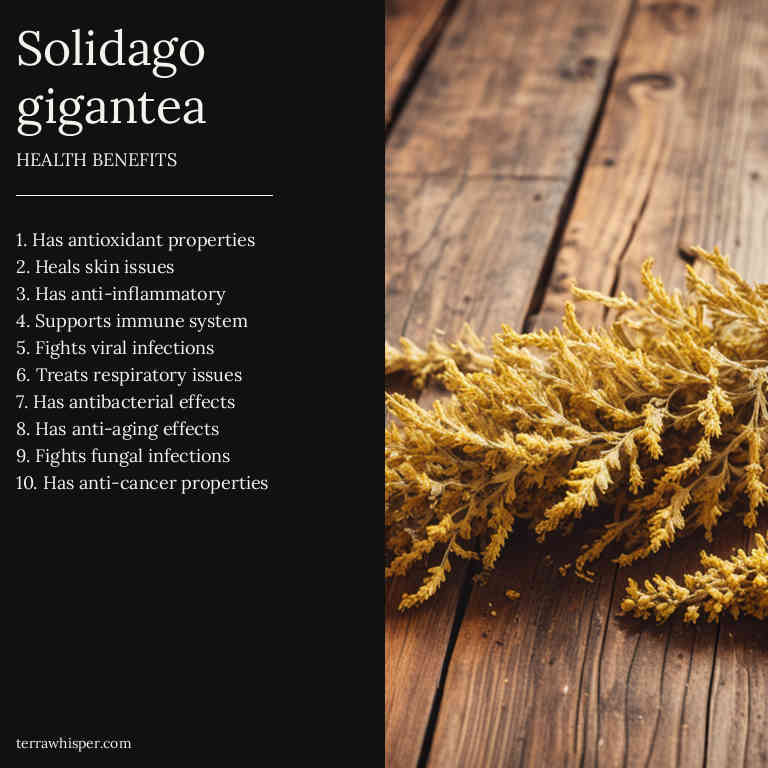 Solidago
gigantea
HEALTH BENEFITS
1. Has antioxidant properties
2. Heals skin issues
3. Has anti-inflammatory
4. Supports immune system
5. Fights viral infections
6. Treats respiratory issues
7. Has antibacterial effects
8. Has anti-aging effects
9. Fights fungal infections
10. Has anti-cancer properties
terrawhisper.com